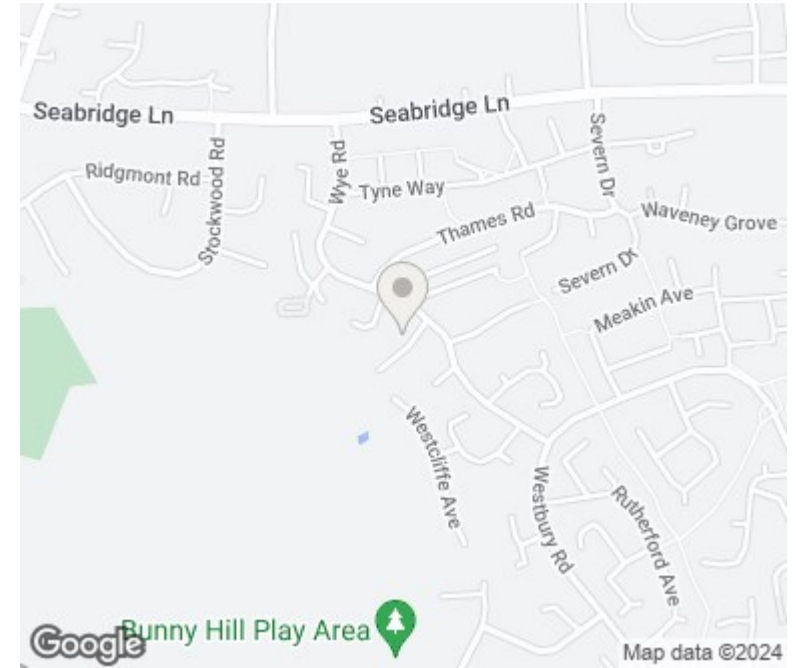 Seabridge Ln
Seabridge Ln
Ridgmont Rd
Stockwood Rd
Wye Rd
Tyne Way
Severn Dr
Thames Rd
Waveney Grove
Severn Dr
Meakin Ave
Westcliffe Ave
Westbury Rd
Rutherford Ave
Bunny Hill Play Area
Google
Map data ©2024